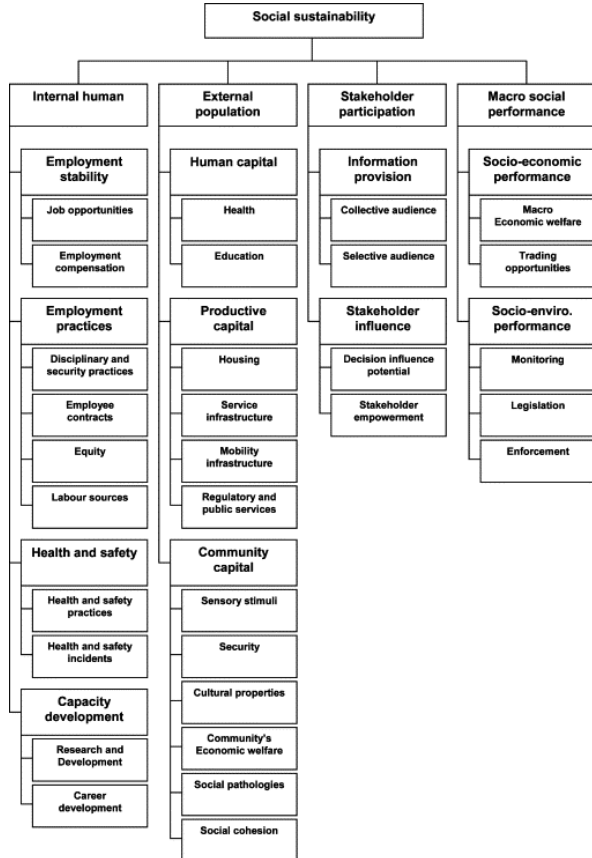 Social sustainability
Internal human
External
population
Stakeholder
participation
Macro social
performance
Employment
stability
Job opportunities
Employment
compensation
Employment
practices
Disciplinary and
security practices
Employee
contracts
Equity
Labour sources
Health and safety
Health and safety
practices
Health and safety
incidents
Capacity
development
Research and
Development
Career
development
Human capital
Health
Education
Productive
capital
Housing
Service
infrastructure
Mobility
infrastructure
Regulatory and
public services
Community
capital
Sensory stimuli
Security
Cultural properties
Community's
Economic welfare
Social pathologies
Social cohesion
Information
provision
Collective audience
Selective audience
Stakeholder
influence
Decision influence
potential
Stakeholder
empowerment
Socio-economic
performance
Macro
Economic welfare
Trading
opportunities
Socio-enviro.
performance
Monitoring
Legislation
Enforcement